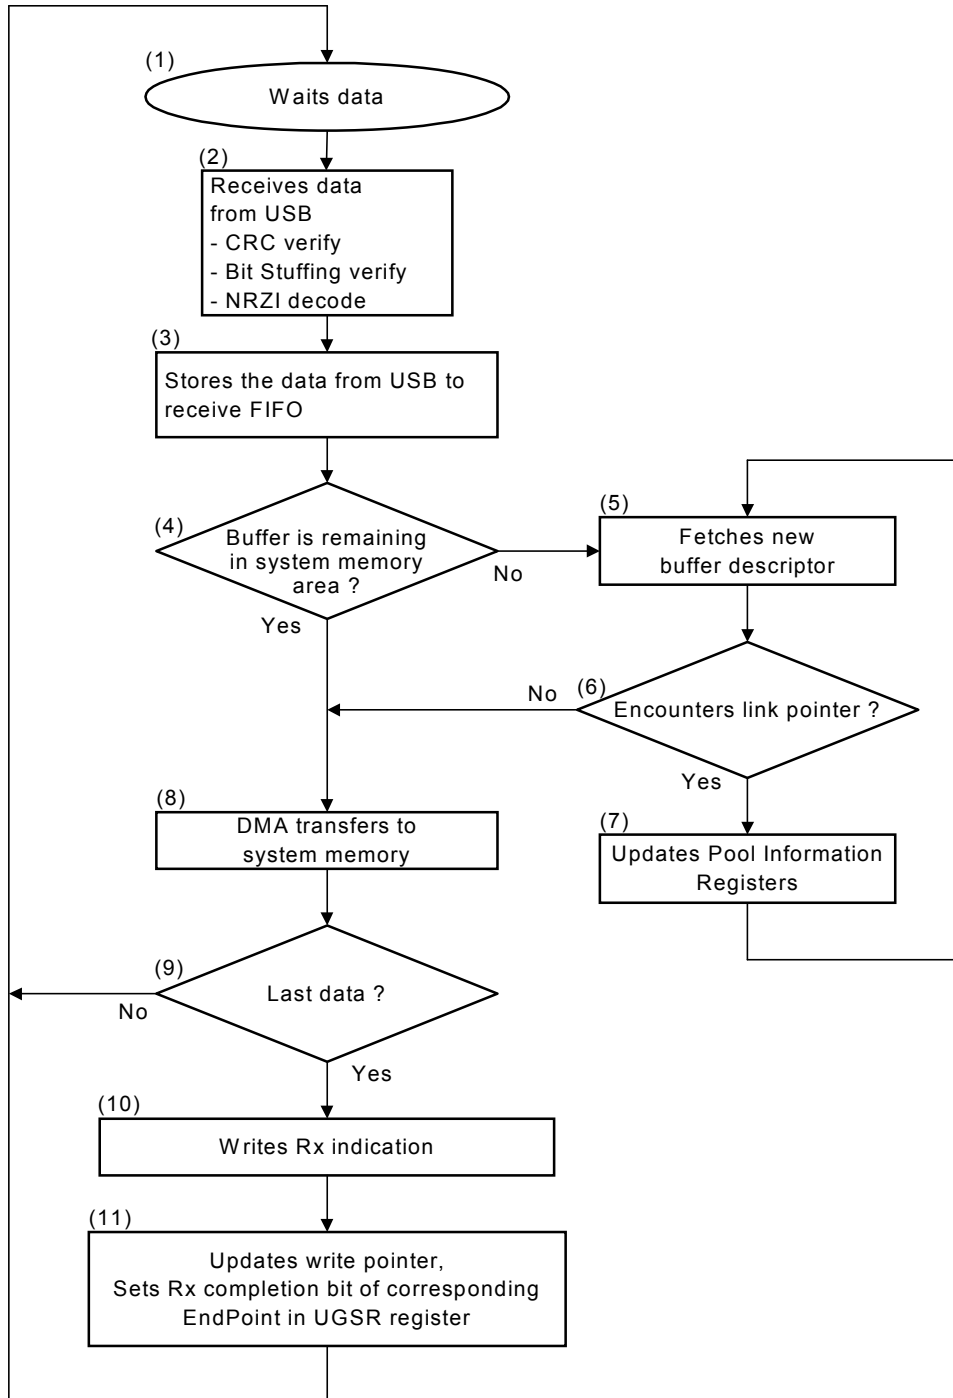 (1)
Waits data
(2)
Receives data
from USB
- CRC verify
- Bit Stuffing verify
- NRZI decode
(3)
Stores the data from USB to
receive FIFO
(4)
Buffer is remaining
in system memory
area ?
No
Yes
(5)
Fetches new
buffer descriptor
(6)
No
Encounters link pointer ?
Yes
(7)
Updates Pool Information
Registers
(8)
DMA transfers to
system memory
(9)
Last data ?
No
Yes
(10)
Writes Rx indication
(11)
Updates write pointer,
Sets Rx completion bit of corresponding
EndPoint in UGSR register